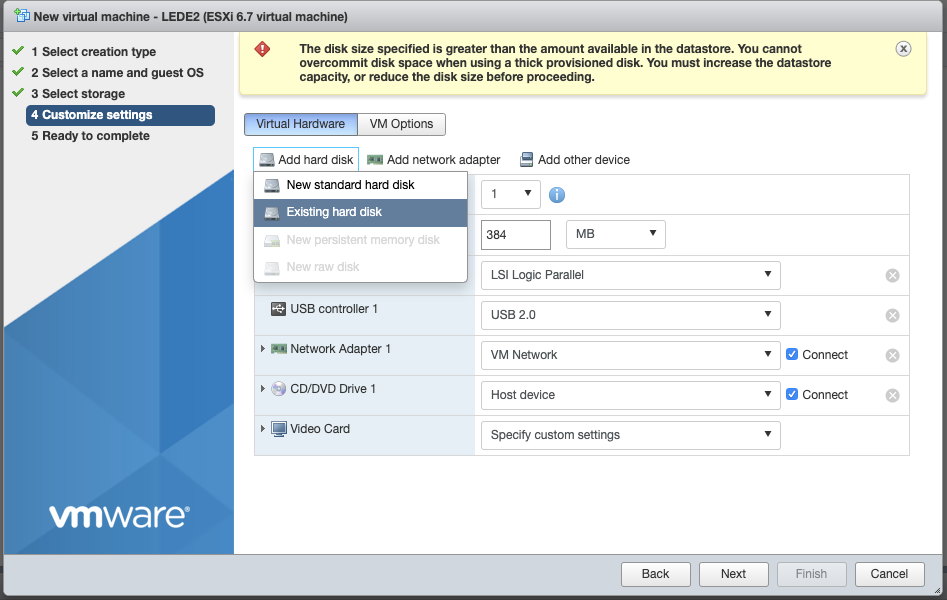 New virtual machine - LEDE2 (ESXi 6.7 virtual machine)
1 Select creation type
2 Select a name and guest OS
3 Select storage
4 Customize settings
5 Ready to complete
The disk size specified is greater than the amount available in the datastore. You cannot
overcommit disk space when using a thick provisioned disk. You must increase the datastore
capacity, or reduce the disk size before proceeding.
Virtual Hardware
VM Options
Add hard disk
Add network adapter
Add other device
New standard hard disk
Existing hard disk
New persistent memory disk
New raw disk
1
384
MB
LSI Logic Parallel
USB controller 1
USB 2.0
Network Adapter 1
VM Network
Connect
CD/DVD Drive 1
Host device
Connect
Video Card
Specify custom settings
vmware®
Back
Next
Finish
Cancel